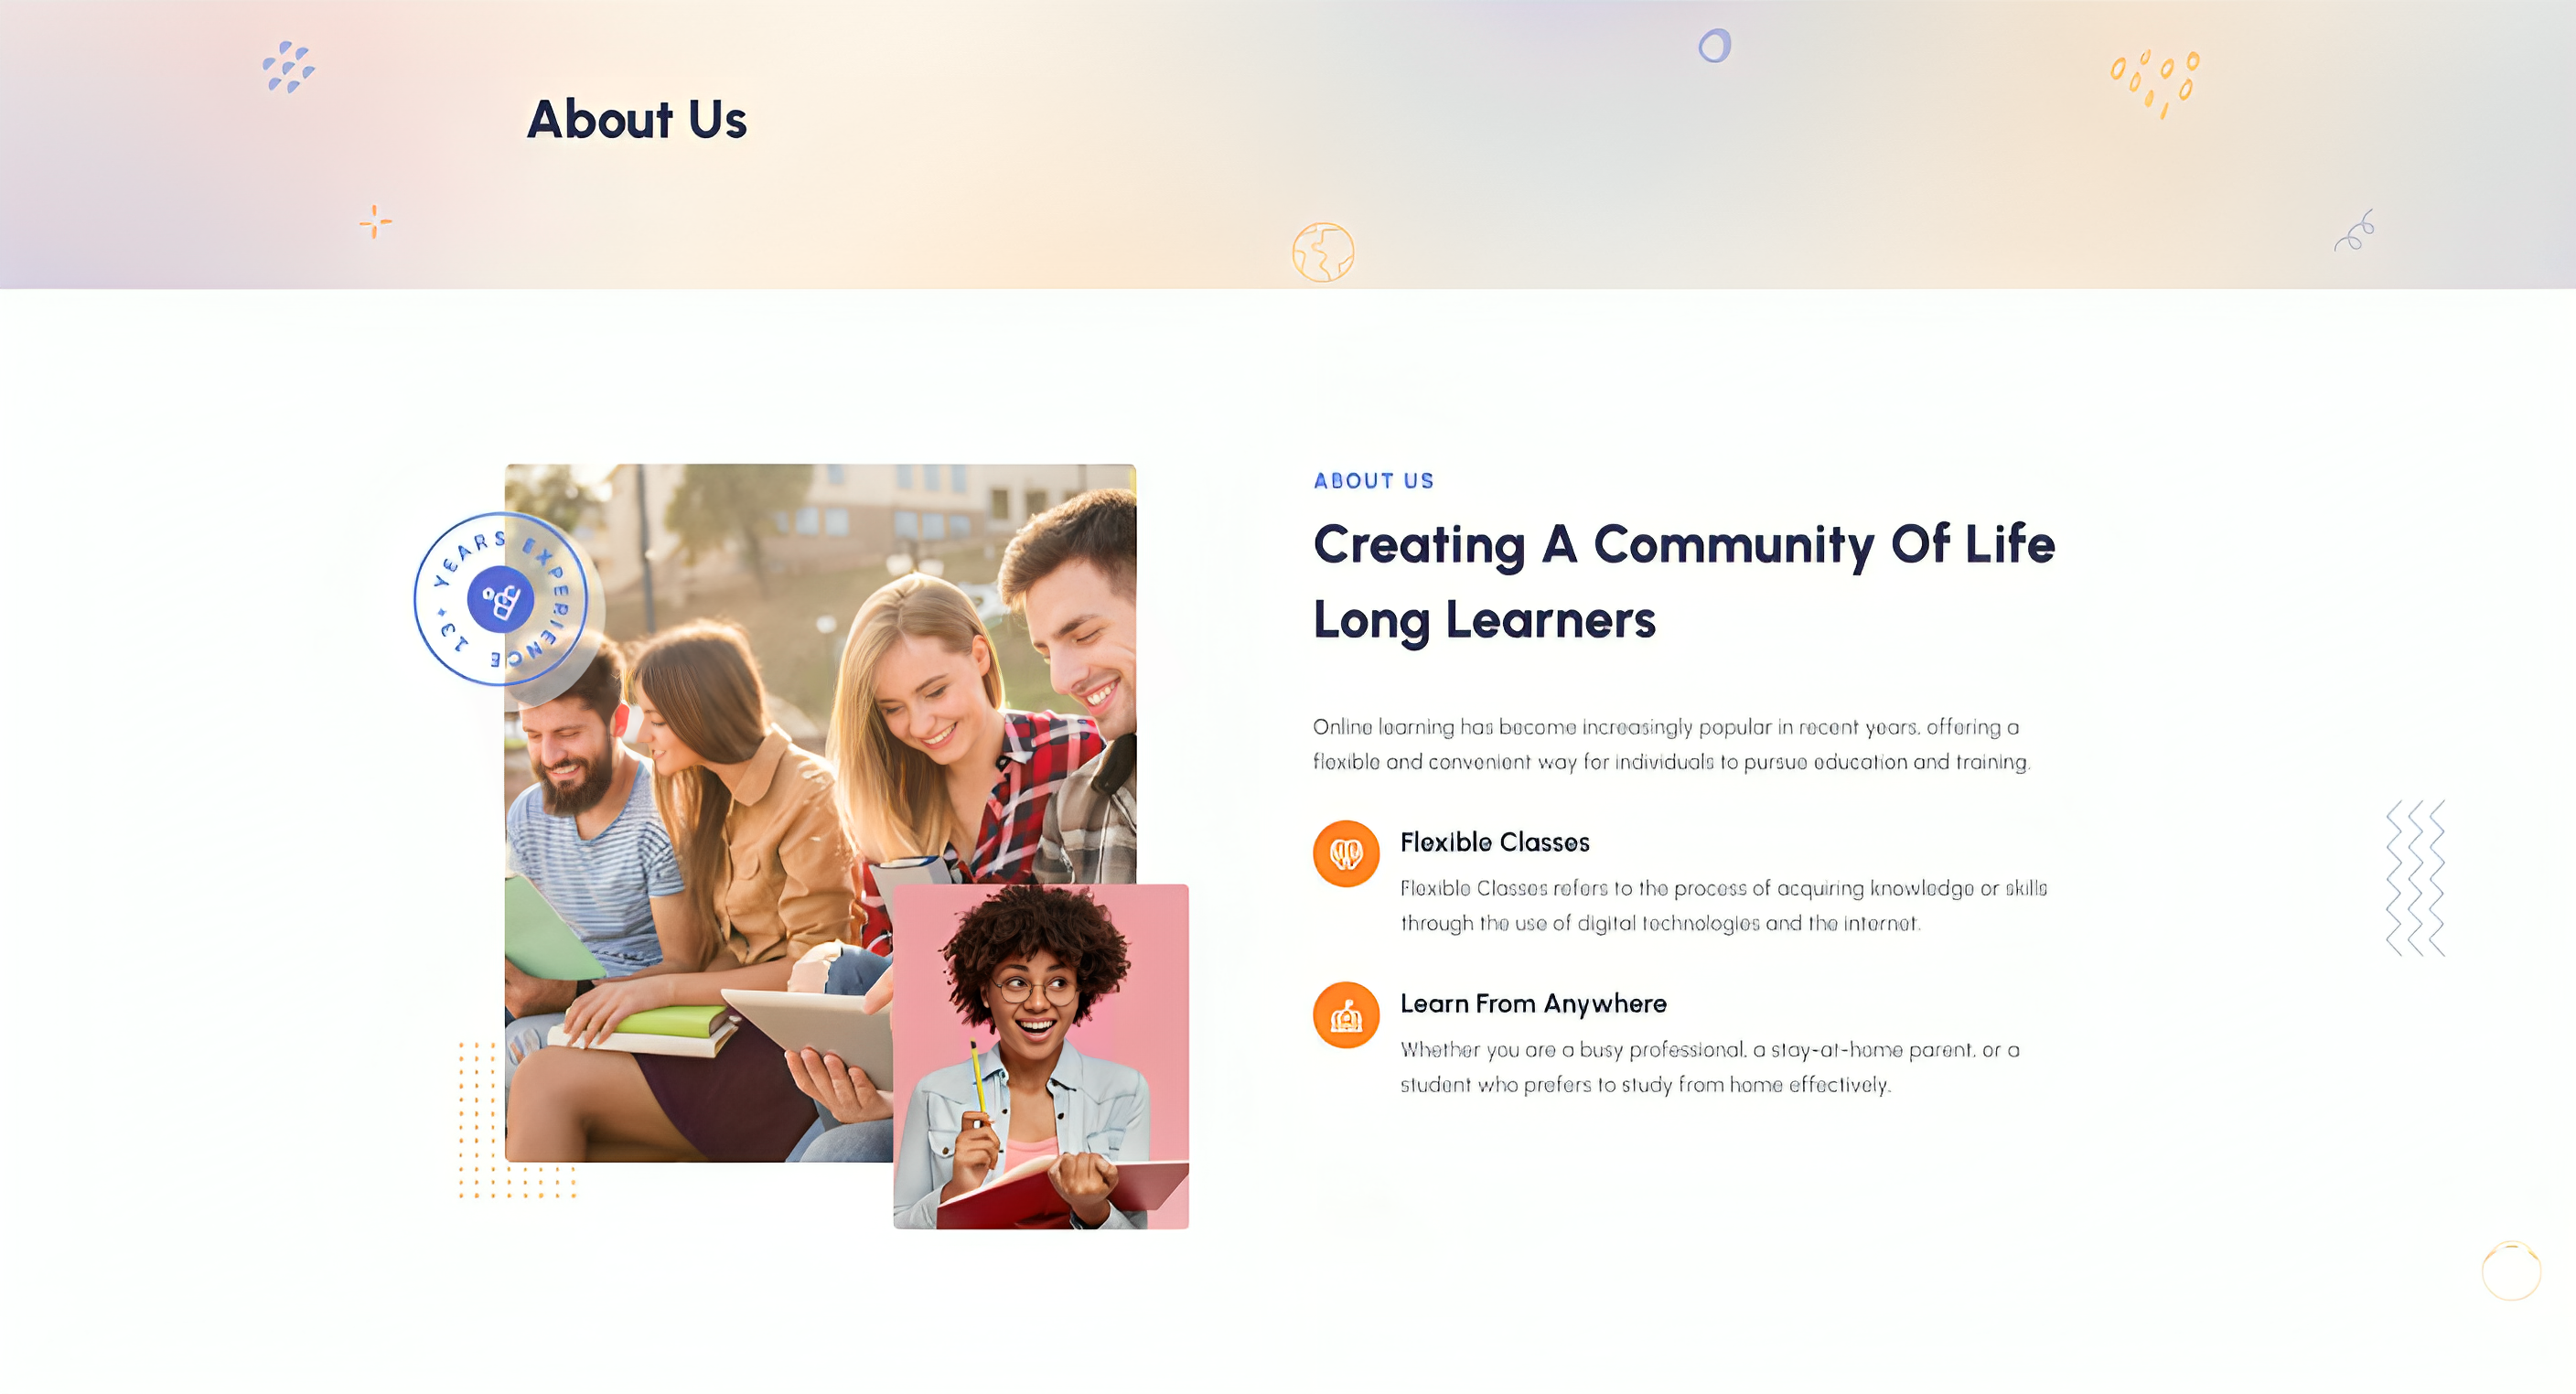 About Us
13+ YEARS EXPERIENCE
ABOUT US
Creating A Community Of Life
Long Learners
Online learning has become increasingly popular in recent years, offering a
flexible and convenient way for individuals to pursue education and training.
Flexible Classes
Flexible Classes refers to the process of acquiring knowledge or skills
through the use of digital technologies and the internet.
Learn From Anywhere
Whether you are a busy professional, a stay-at-home parent, or a
student who prefers to study from home effectively.